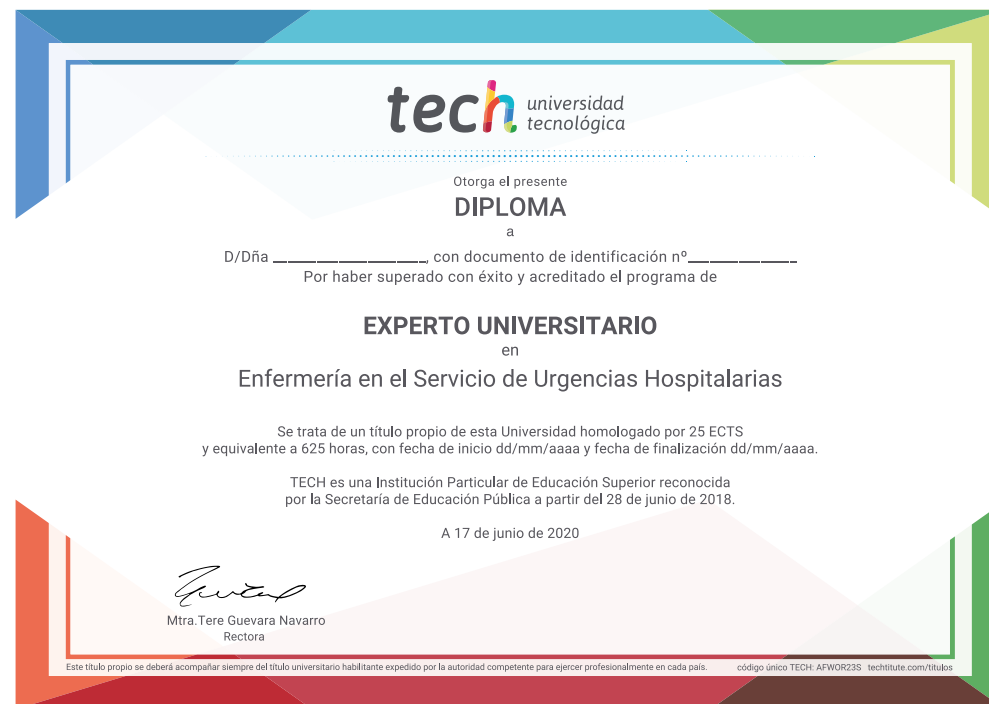 tech universidad
tecnológica
Otorga el presente
DIPLOMA
a
D/Dña ____________________, con documento de identificación nº______________
Por haber superado con éxito y acreditado el programa de
EXPERTO UNIVERSITARIO
en
Enfermería en el Servicio de Urgencias Hospitalarias
Se trata de un título propio de esta Universidad homologado por 25 ECTS
y equivalente a 625 horas, con fecha de inicio dd/mm/aaaa y fecha de finalización dd/mm/aaaa.
TECH es una Institución Particular de Educación Superior reconocida
por la Secretaría de Educación Pública a partir del 28 de junio de 2018.
A 17 de junio de 2020
Mtra.Tere Guevara Navarro
Rectora
Este título propio se deberá acompañar siempre del título universitario habilitante expedido por la autoridad competente para ejercer profesionalmente en cada país. código único TECH: AFWOR23S techtitute.com/titulos